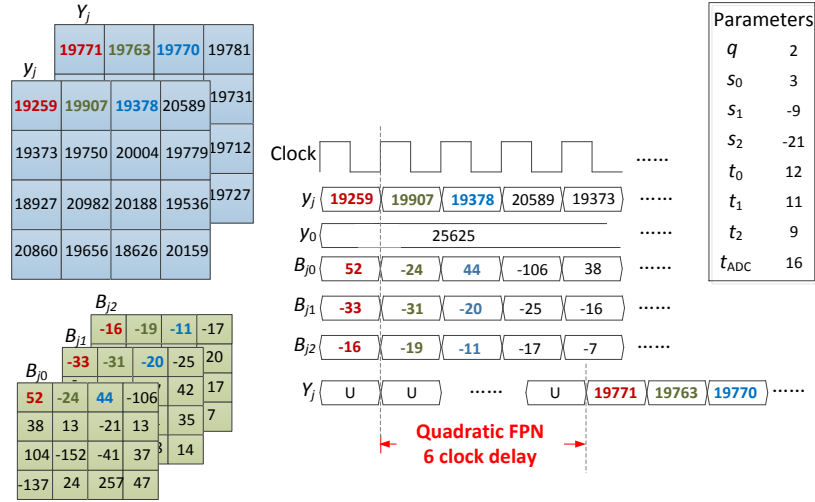 Y_j
19771 19763 19770 19781
19731
19712
19727
y_j
19259 19907 19378 20589
19373 19750 20004 19779
18927 20982 20188 19536
20860 19656 18626 20159
B_j2
-16 -19 -11 -17
20
17
7
B_j1
-33 -31 -20 -25
42
35
14
B_j0
52 -24 44 -106
38 13 -21 13
104 -152 -41 37
-137 24 257 47
Clock ......
y_j 19259 19907 19378 20589 19373 ......
y_0 25625 ......
B_j0 52 -24 44 -106 38 ......
B_j1 -33 -31 -20 -25 -16 ......
B_j2 -16 -19 -11 -17 -7 ......
Y_j U U ...... U 19771 19763 19770 ......
Quadratic FPN
6 clock delay
Parameters
q 2
s_0 3
s_1 -9
s_2 -21
t_0 12
t_1 11
t_2 9
t_ADC 16